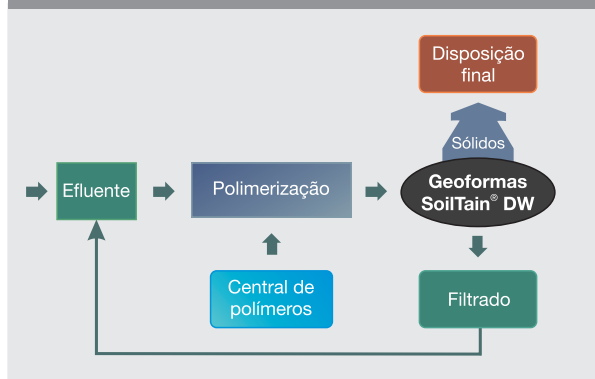 Disposição
final
Sólidos
Efluente
Polimerização
Geoformas
SoilTain® DW
Central de
polímeros
Filtrado